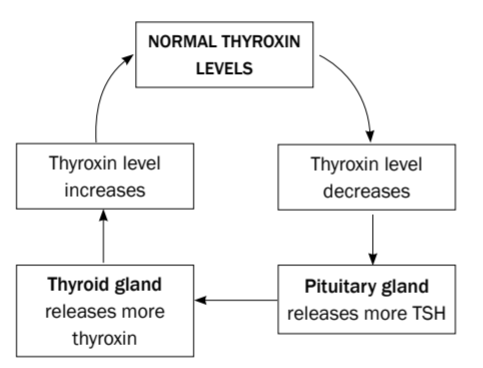 NORMAL THYROXIN
LEVELS
Thyroxin level
decreases
Pituitary gland
releases more TSH
Thyroid gland
releases more
thyroxin
Thyroxin level
increases